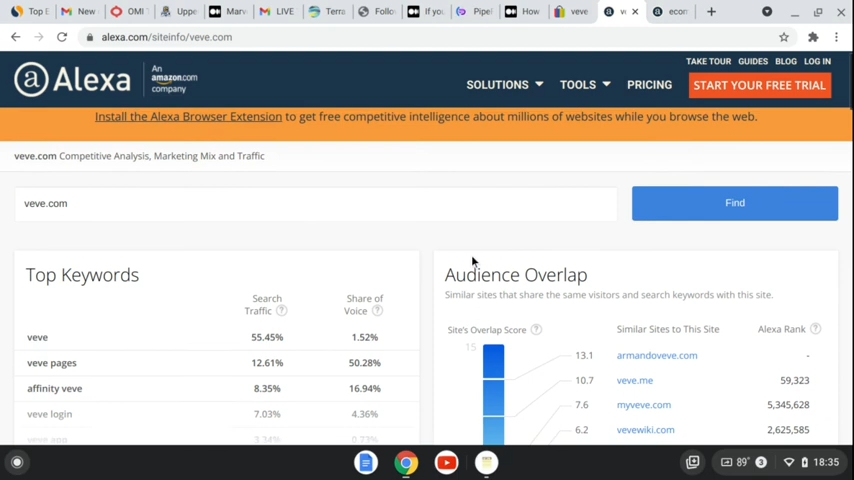 Top E
New
OMI T
Uppe
Marv
LIVE
Terra
Follo
If you
Pipel
How
veve
ve
econ
alexa.com/siteinfo/veve.com
TAKE TOUR GUIDES BLOG LOG IN
Alexa
An
amazon.com
company
SOLUTIONS TOOLS PRICING START YOUR FREE TRIAL
Install the Alexa Browser Extension to get free competitive intelligence about millions of websites while you browse the web.
veve.com Competitive Analysis, Marketing Mix and Traffic
veve.com
Find
Top Keywords
Search
Traffic ?
Share of
Voice ?
veve 55.45% 1.52%
veve pages 12.61% 50.28%
affinity veve 8.35% 16.94%
veve login 7.03% 4.36%
veve app 3.34% 0.73%
Audience Overlap
Similar sites that share the same visitors and search keywords with this site.
Site's Overlap Score ? Similar Sites to This Site Alexa Rank ?
15
13.1 armandoveve.com -
10.7 veve.me 59,323
7.6 myveve.com 5,345,628
6.2 vevewiki.com 2,625,585
89° 3 18:35